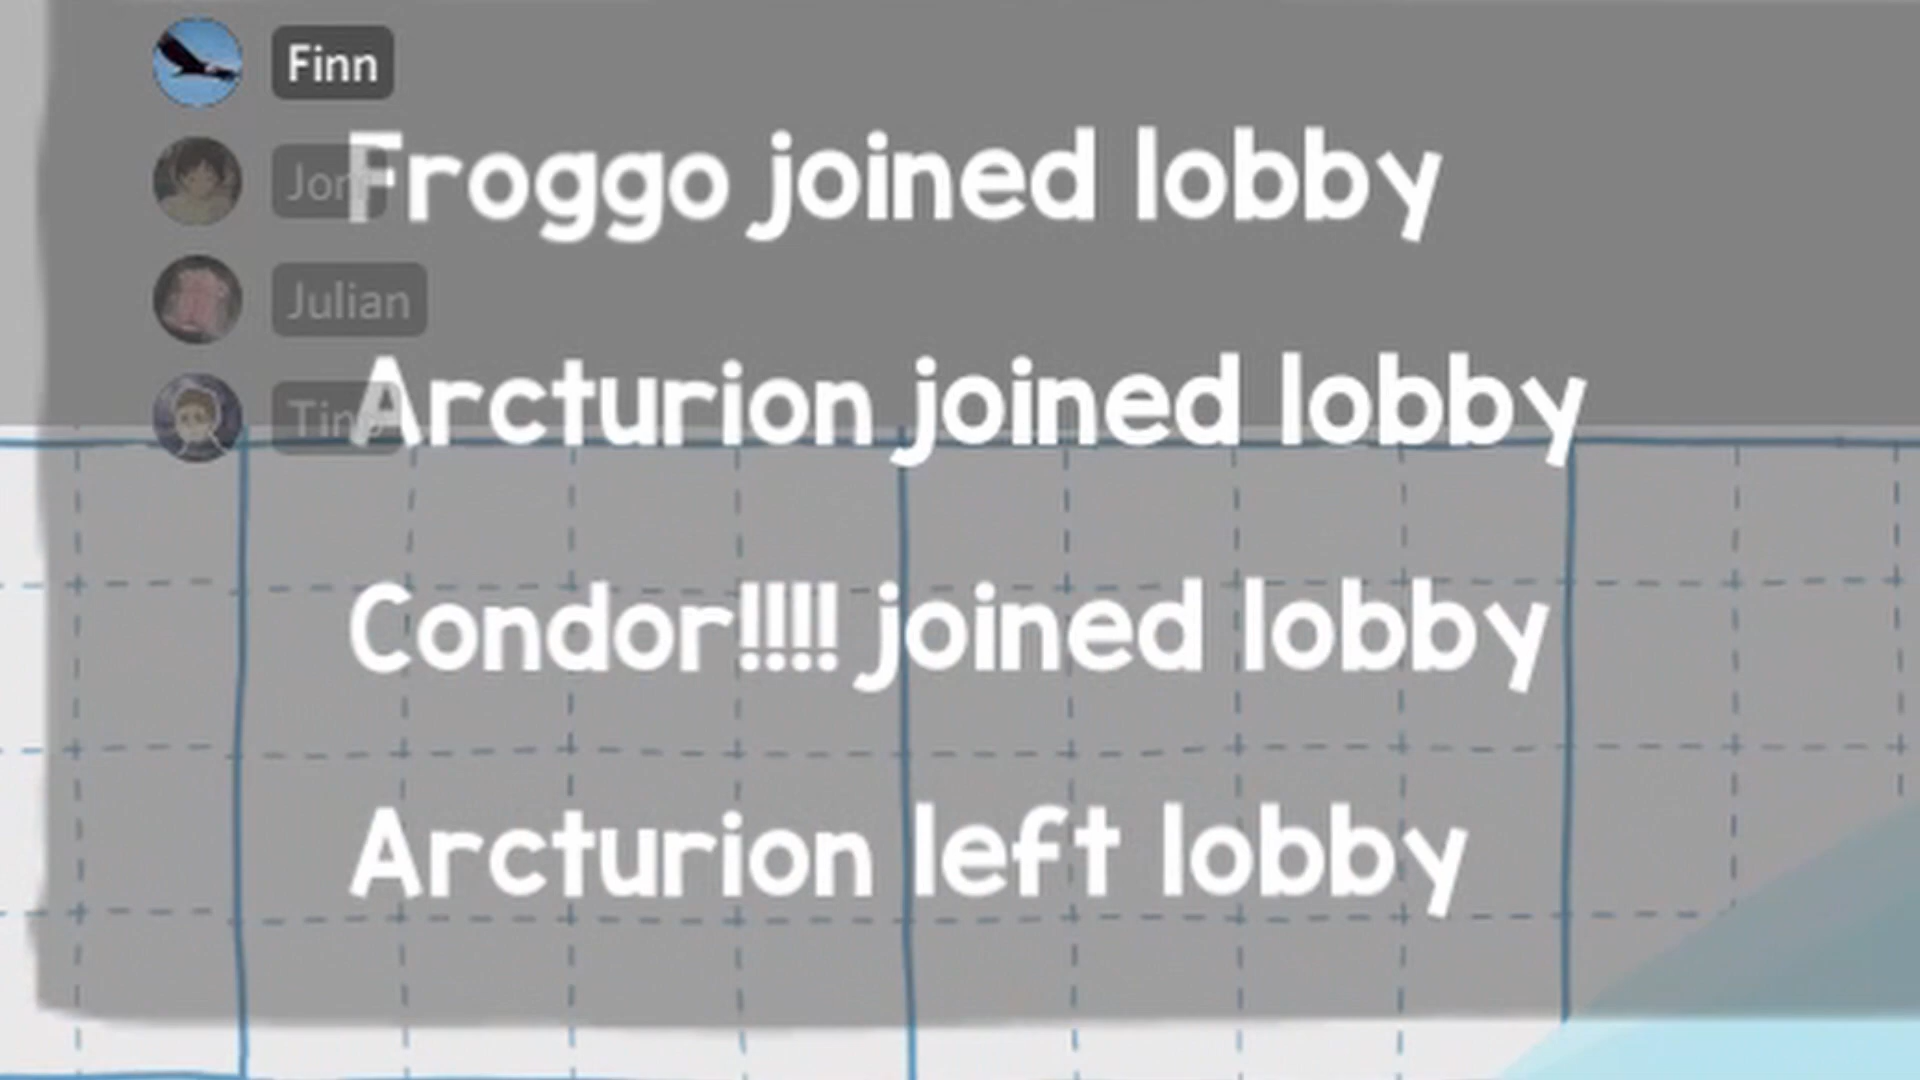 Finn
Froggo joined lobby
Julian
Arcturion joined lobby
Condor!!!! joined lobby
Arcturion left lobby